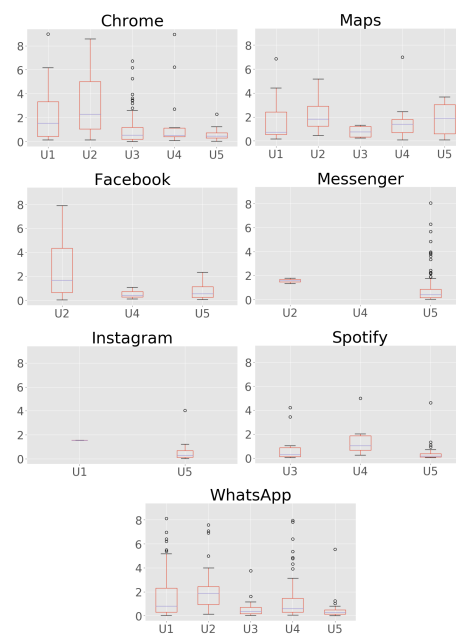 Chrome Maps
8 8
6 6
4 4
2 2
0 0
U1 U2 U3 U4 U5 U1 U2 U3 U4 U5
Facebook Messenger
8 8
6 6
4 4
2 2
0 0
U2 U4 U5 U2 U4 U5
Instagram Spotify
8 8
6 6
4 4
2 2
0 0
U1 U5 U3 U4 U5
WhatsApp
8
6
4
2
0
U1 U2 U3 U4 U5